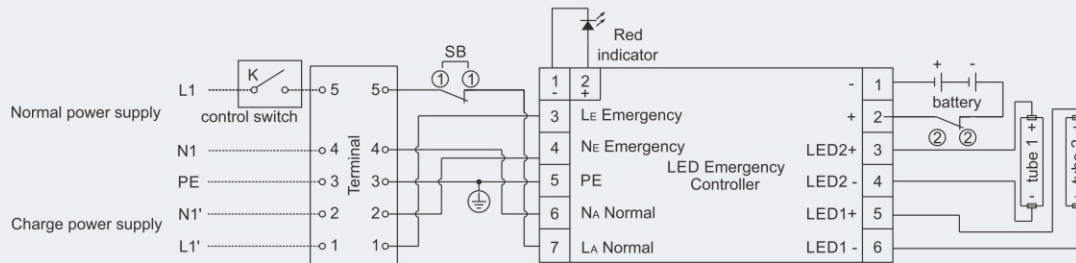 Red
indicator
SB
① ①
K
control switch
Normal power supply
Charge power supply
L1
N1
PE
N1'
L1'
Terminal
5 5
4 4
3 3
2 2
1 1
1 2
- +
3 LE Emergency
4 NE Emergency
5 PE
6 NA Normal
7 LA Normal
LED Emergency
Controller
- 1
+ 2
LED2+ 3
LED2 - 4
LED1+ 5
LED1 - 6
+ -
battery
② ②
tube 1 + -